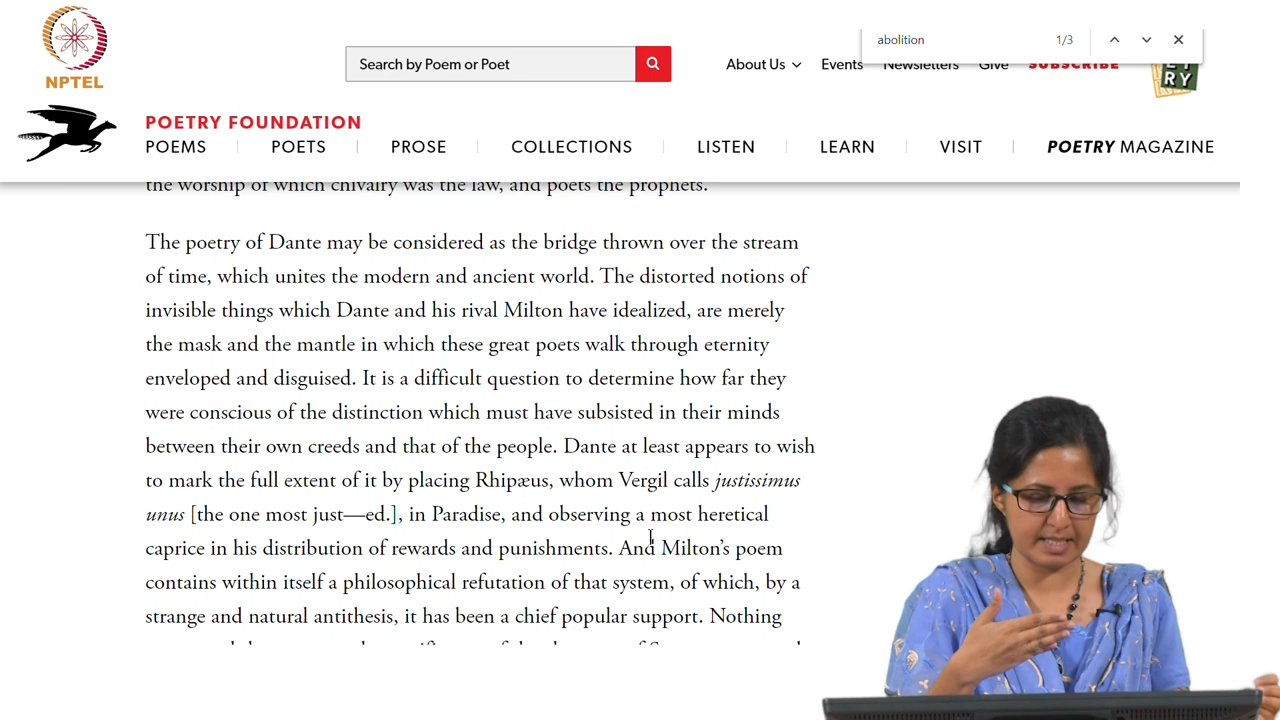 NPTEL
abolition 1/3
Search by Poem or Poet
About Us
Events
Newsletters
Give
SUBSCRIBE
RY
POETRY FOUNDATION
POEMS
POETS
PROSE
COLLECTIONS
LISTEN
LEARN
VISIT
POETRY MAGAZINE
the worship of which chivalry was the law, and poets the prophets.
The poetry of Dante may be considered as the bridge thrown over the stream
of time, which unites the modern and ancient world. The distorted notions of
invisible things which Dante and his rival Milton have idealized, are merely
the mask and the mantle in which these great poets walk through eternity
enveloped and disguised. It is a difficult question to determine how far they
were conscious of the distinction which must have subsisted in their minds
between their own creeds and that of the people. Dante at least appears to wish
to mark the full extent of it by placing Rhipæus, whom Vergil calls justissimus
unus [the one most just—ed.], in Paradise, and observing a most heretical
caprice in his distribution of rewards and punishments. And Milton’s poem
contains within itself a philosophical refutation of that system, of which, by a
strange and natural antithesis, it has been a chief popular support. Nothing